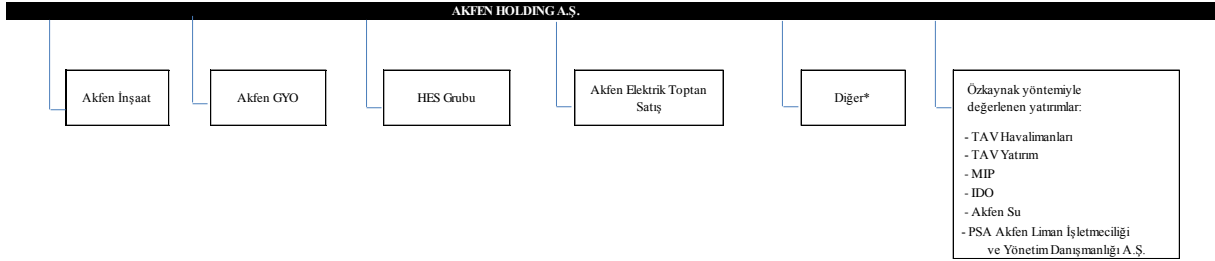 AKFEN HOLDING A.Ş.
Akfen İnşaat
Akfen GYO
HES Grubu
Akfen Elektrik Toptan
Satış
Diğer*
Özkaynak yöntemiyle
değerlenen yatırımlar:
- TAV Havalimanları
- TAV Yatırım
- MIP
- IDO
- Akfen Su
- PSA Akfen Liman İşletmeciliği
ve Yönetim Danışmanlığı A.Ş.